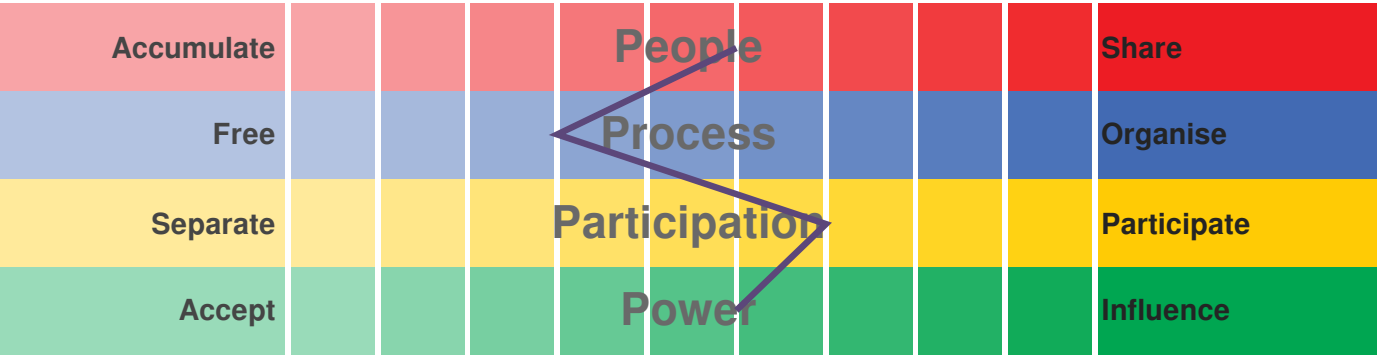 Accumulate People Share
Free Process Organise
Separate Participation Participate
Accept Power Influence